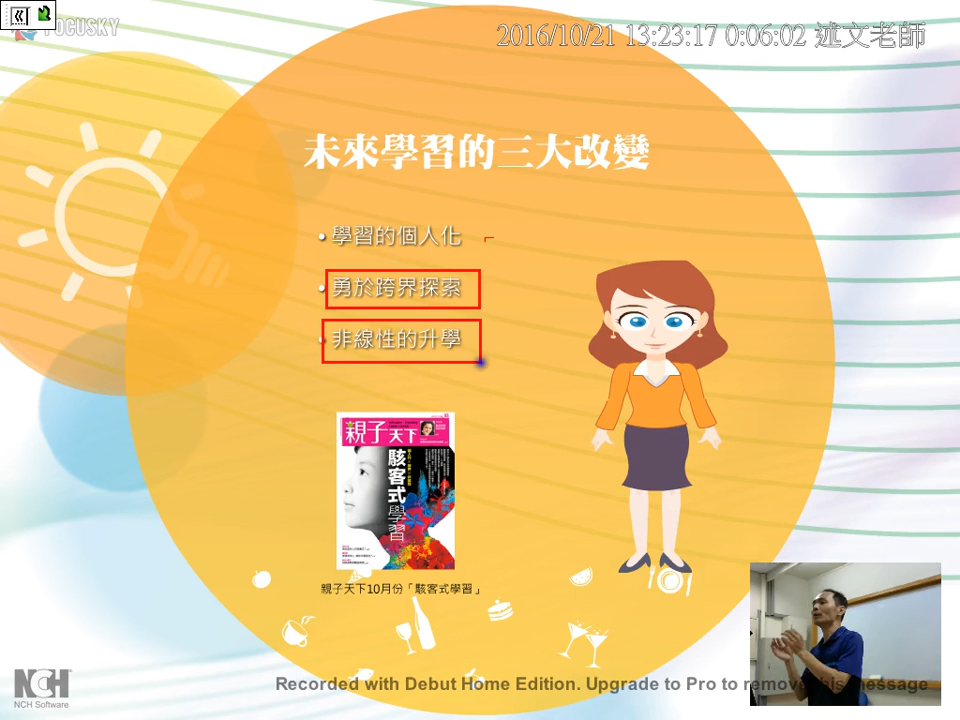 FOCUSKY
2016/10/21 13:23:17 0:06:02 述文老師
未來學習的三大改變
• 學習的個人化
• 勇於跨界探索
• 非線性的升學
親子天下
駭客式學習
親子天下10月份「駭客式學習」
Recorded with Debut Home Edition. Upgrade to Pro to remove this message
NCH
NCH Software